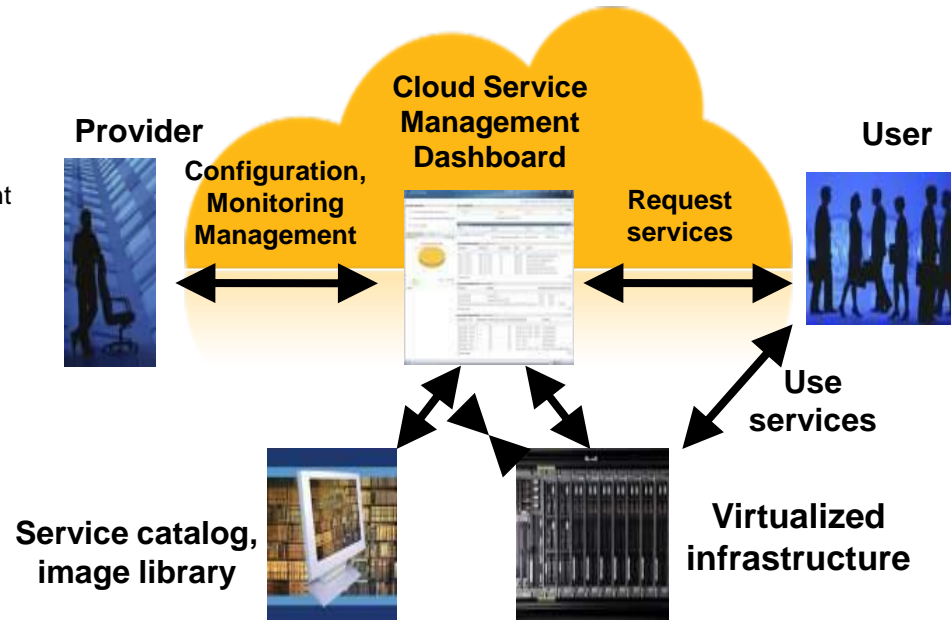 Cloud Service
Management
Dashboard
Provider
User
nt
Configuration,
Monitoring
Management
Request
services
Use
services
Service catalog,
image library
Virtualized
infrastructure